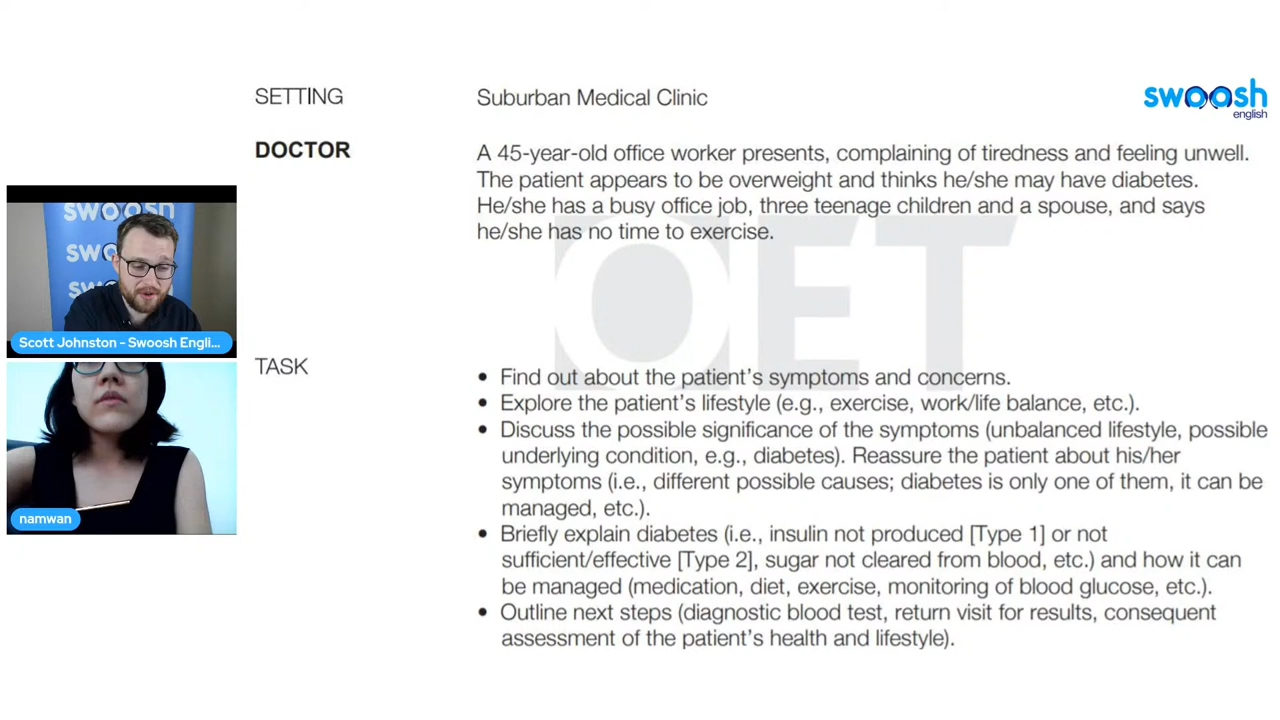 SETTING
Suburban Medical Clinic
swoosh
english
DOCTOR
A 45-year-old office worker presents, complaining of tiredness and feeling unwell.
The patient appears to be overweight and thinks he/she may have diabetes.
He/she has a busy office job, three teenage children and a spouse, and says
he/she has no time to exercise.
OET
swoosh
swo
SWO
sw
Scott Johnston - Swoosh Engli...
namwan
TASK
• Find out about the patient's symptoms and concerns.
• Explore the patient's lifestyle (e.g., exercise, work/life balance, etc.).
• Discuss the possible significance of the symptoms (unbalanced lifestyle, possible
underlying condition, e.g., diabetes). Reassure the patient about his/her
symptoms (i.e., different possible causes; diabetes is only one of them, it can be
managed, etc.).
• Briefly explain diabetes (i.e., insulin not produced [Type 1] or not
sufficient/effective [Type 2], sugar not cleared from blood, etc.) and how it can
be managed (medication, diet, exercise, monitoring of blood glucose, etc.).
• Outline next steps (diagnostic blood test, return visit for results, consequent
assessment of the patient's health and lifestyle).